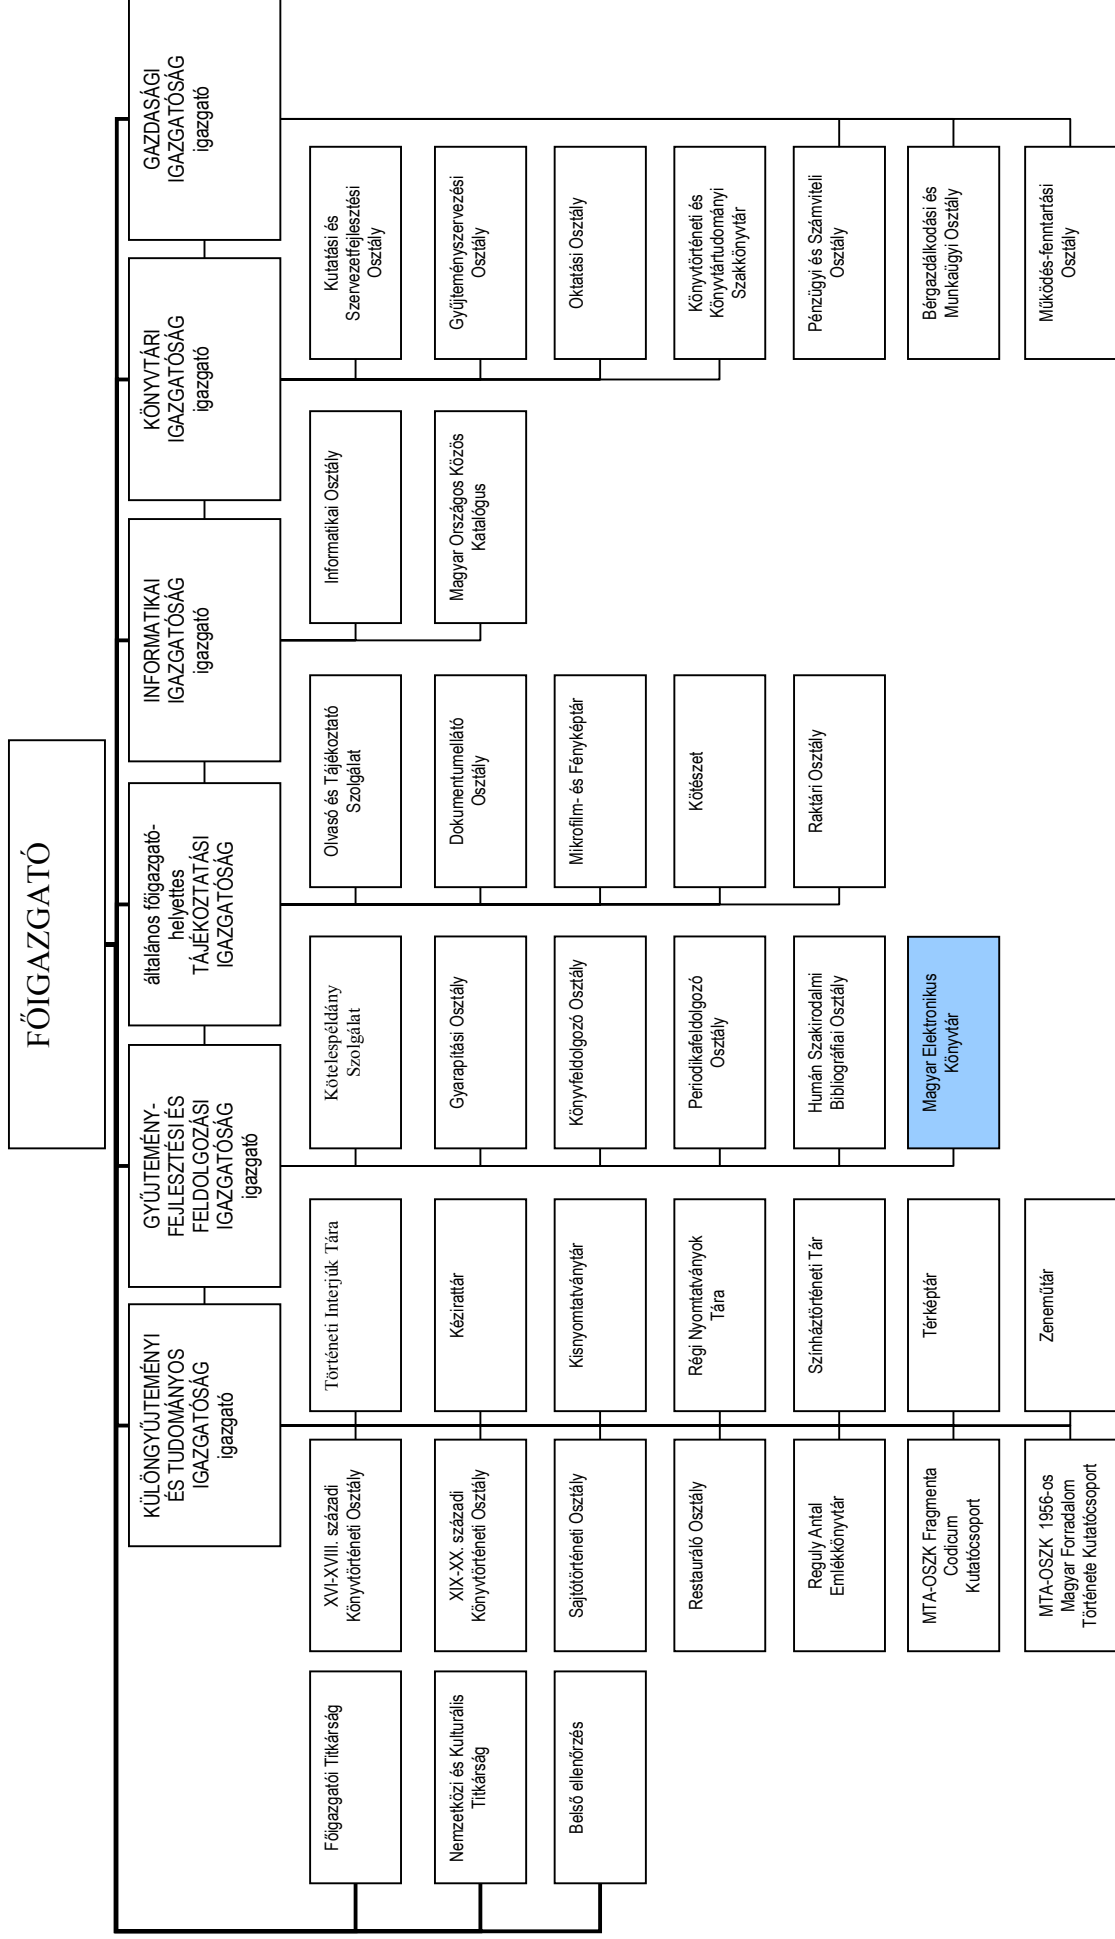 FŐIGAZGATÓ
KÜLÖNGYŰJTEMÉNYI
ÉS TUDOMÁNYOS
IGAZGATÓSÁG
igazgató
GYŰJTEMÉNY-
FEJLESZTÉSI ÉS
FELDOLGOZÁSI
IGAZGATÓSÁG
igazgató
általános főigazgató-
helyettes
TÁJÉKOZTATÁSI
IGAZGATÓSÁG
INFORMATIKAI
IGAZGATÓSÁG
igazgató
KÖNYVTÁRI
IGAZGATÓSÁG
igazgató
GAZDASÁGI
IGAZGATÓSÁG
igazgató
Főigazgatói Titkárság
Nemzetközi és Kulturális
Titkárság
Belső ellenőrzés
XVI-XVIII. századi
Könyvtörténeti Osztály
XIX-XX. századi
Könyvtörténeti Osztály
Sajtótörténeti Osztály
Restauráló Osztály
Reguly Antal
Emlékkönyvtár
MTA-OSZK Fragmenta
Codicum
Kutatócsoport
MTA-OSZK 1956-os
Magyar Forradalom
Története Kutatócsoport
Történeti Interjúk Tára
Kézirattár
Kisnyomtatványtár
Régi Nyomtatványok
Tára
Színháztörténeti Tár
Térképtár
Zeneműtár
Kötelespéldány
Szolgálat
Gyarapítási Osztály
Könyvfeldolgozó Osztály
Periodikafeldolgozó
Osztály
Humán Szakirodalmi
Bibliográfiai Osztály
Magyar Elektronikus
Könyvtár
Olvasó és Tájékoztató
Szolgálat
Dokumentumellátó
Osztály
Mikrofilm- és Fényképtár
Kötészet
Raktári Osztály
Informatikai Osztály
Magyar Országos Közös
Katalógus
Kutatási és
Szervezetfejlesztési
Osztály
Gyűjteményszervezési
Osztály
Oktatási Osztály
Könyvtörténeti és
Könyvtártudományi
Szakkönyvtár
Pénzügyi és Számviteli
Osztály
Bérgazdálkodási és
Munkaügyi Osztály
Működés-fenntartási
Osztály